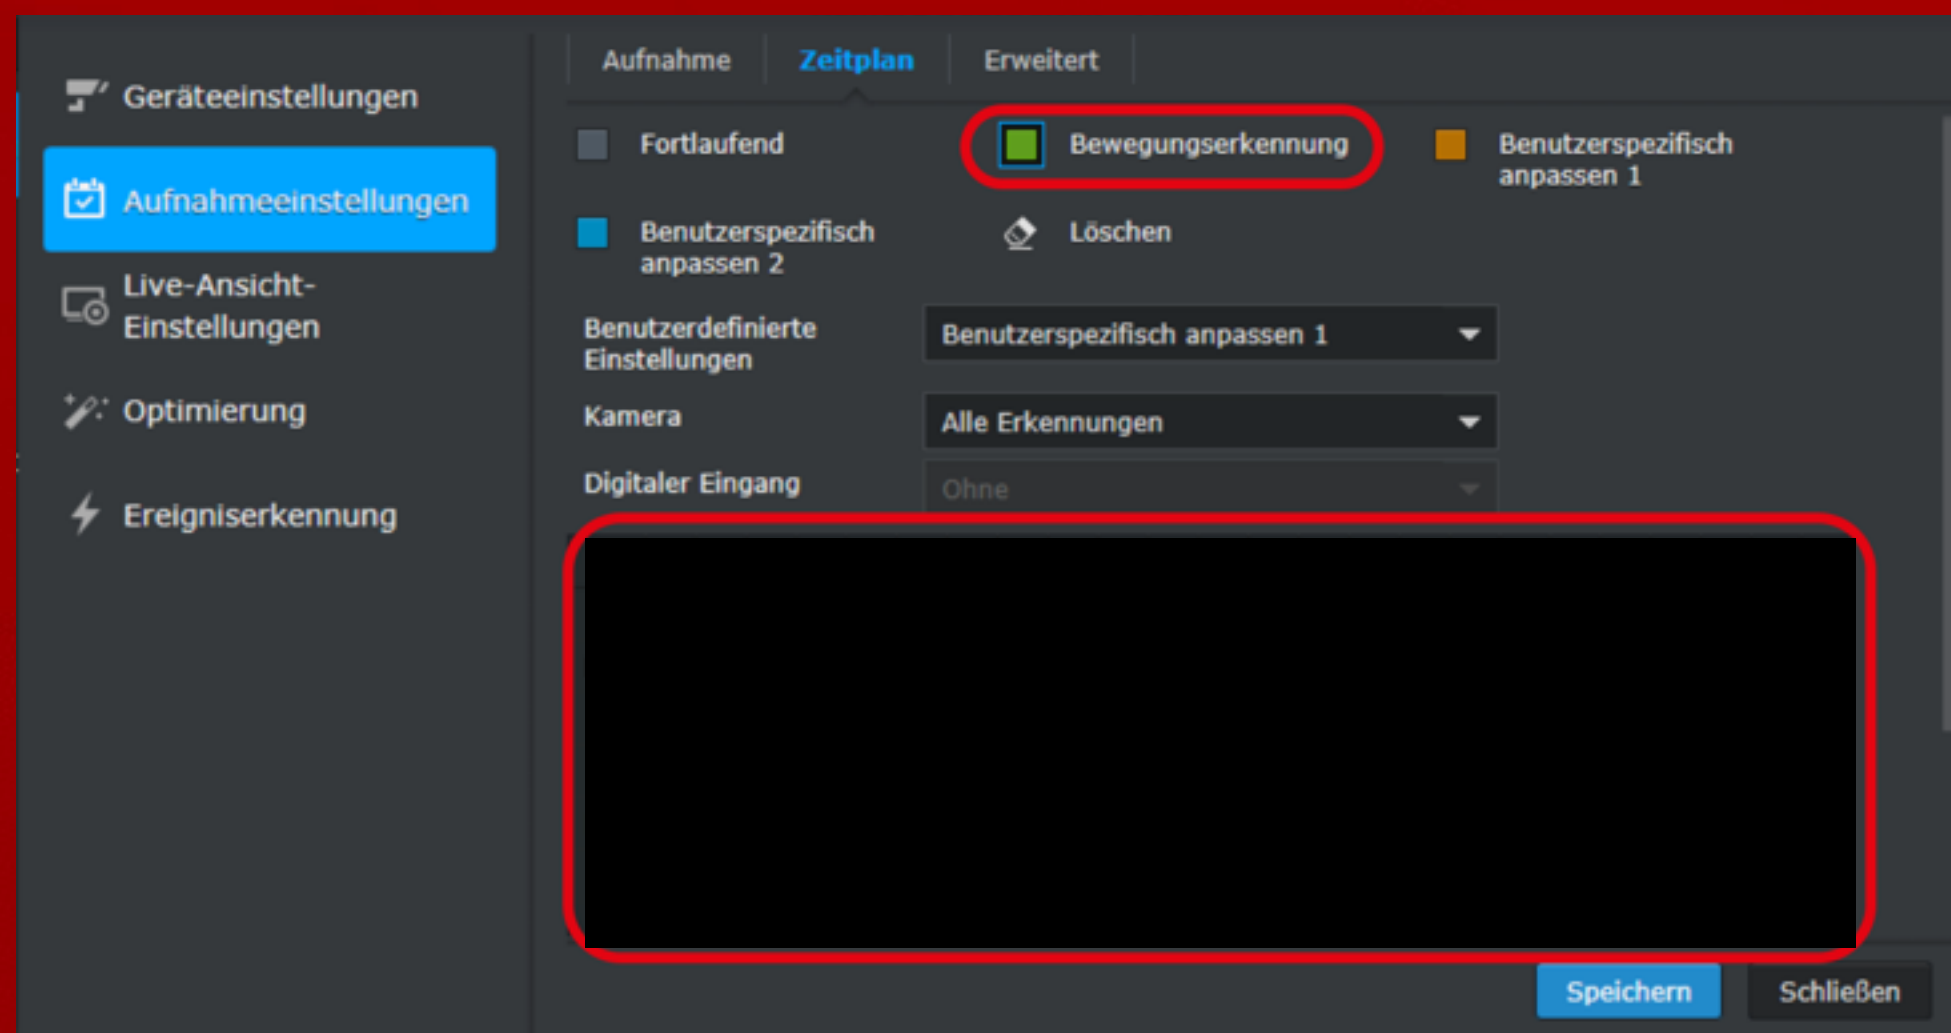 Geräteeinstellungen
Aufnahmeeinstellungen
Live-Ansicht-
Einstellungen
Optimierung
Ereigniserkennung
Aufnahme
Zeitplan
Erweitert
Fortlaufend
Bewegungserkennung
Benutzerspezifisch
anpassen 1
Benutzerspezifisch
anpassen 2
Löschen
Benutzerdefinierte
Einstellungen
Benutzerspezifisch anpassen 1
Kamera
Alle Erkennungen
Digitaler Eingang
Ohne
Speichern
Schließen